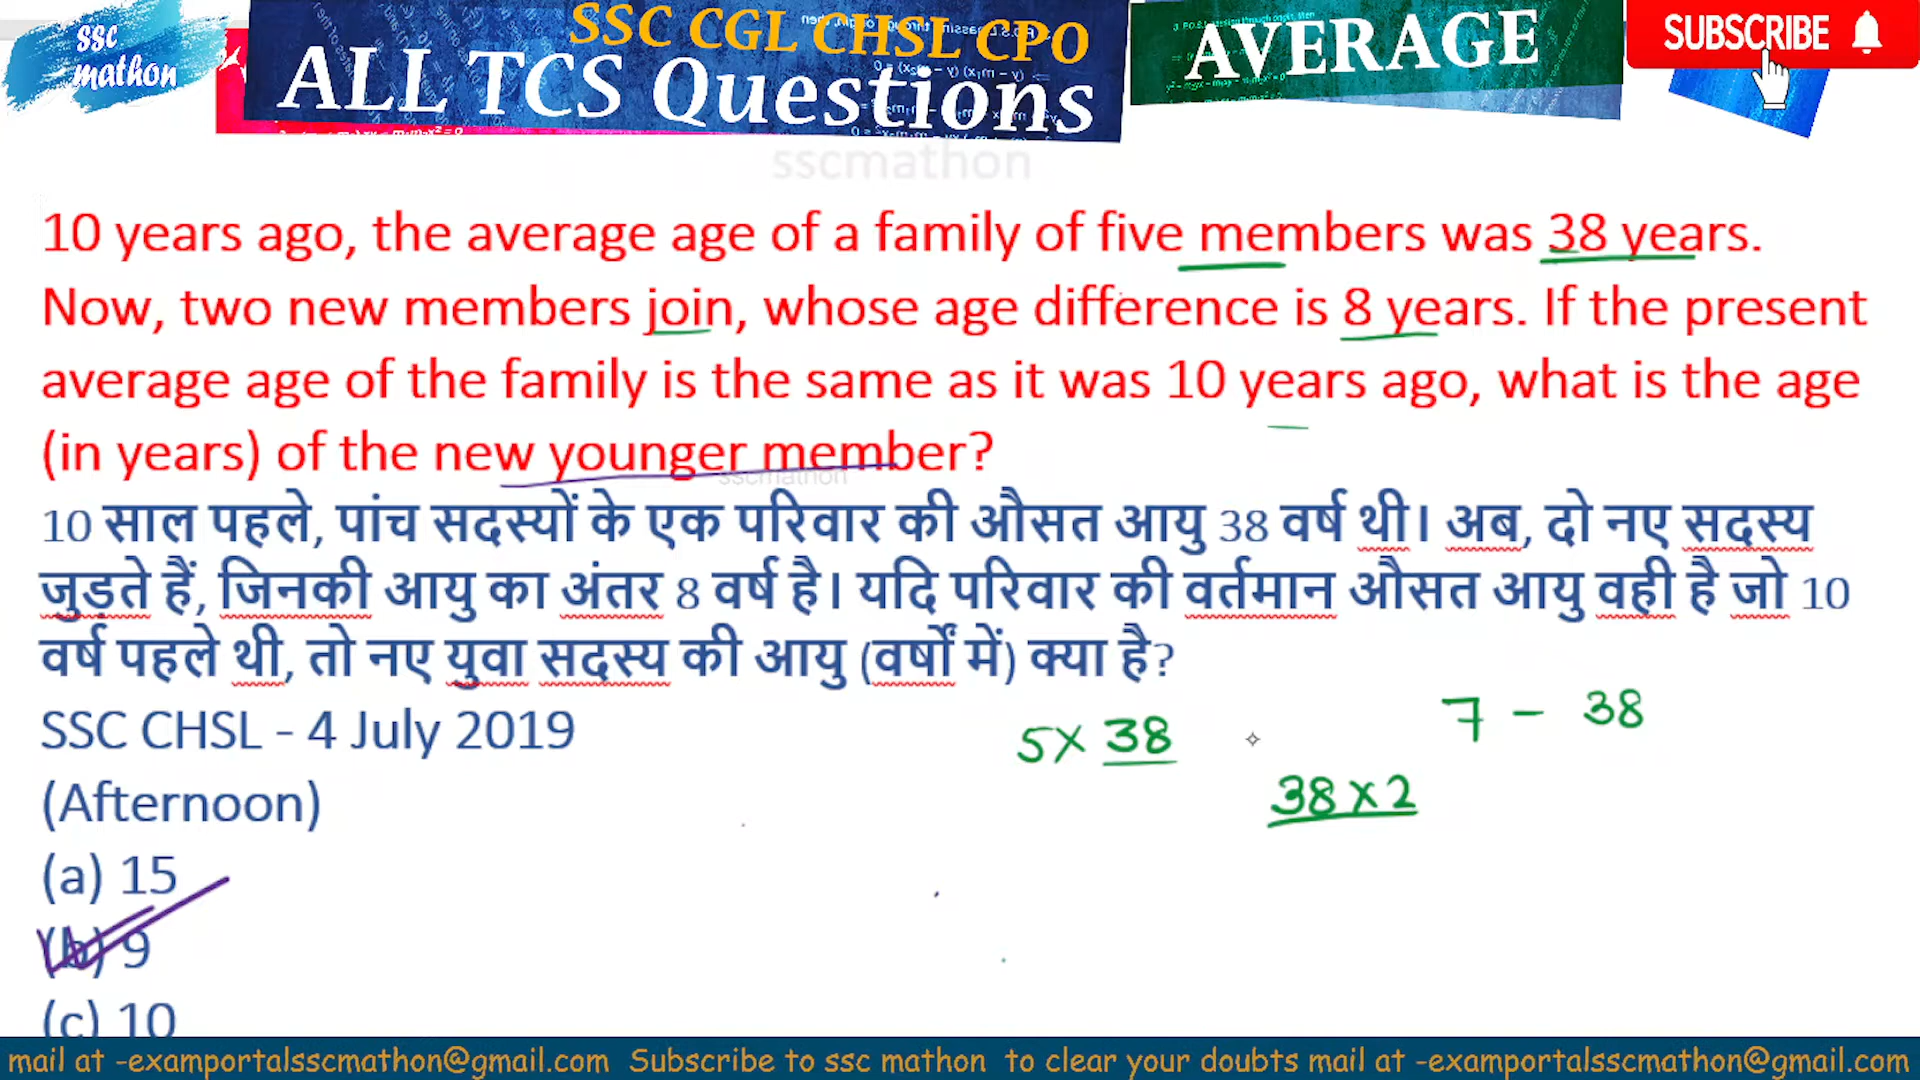 ssc
mathon
SSC CGL CHSL CPO
ALL TCS Questions
AVERAGE
SUBSCRIBE
sscmathon
10 years ago, the average age of a family of five members was 38 years.
Now, two new members join, whose age difference is 8 years. If the present
average age of the family is the same as it was 10 years ago, what is the age
(in years) of the new younger member?
sscmathon
10 साल पहले, पांच सदस्यों के एक परिवार की औसत आयु 38 वर्ष थी। अब, दो नए सदस्य
जुड़ते हैं, जिनकी आयु का अंतर 8 वर्ष है। यदि परिवार की वर्तमान औसत आयु वही है जो 10
वर्ष पहले थी, तो नए युवा सदस्य की आयु (वर्षों में) क्या है?
SSC CHSL - 4 July 2019
(Afternoon)
5 x 38
7 - 38
38 x 2
(a) 15
(b) 9
(c) 10
mail at -examportalsscmathon@gmail.com Subscribe to ssc mathon to clear your doubts mail at -examportalsscmathon@gmail.com